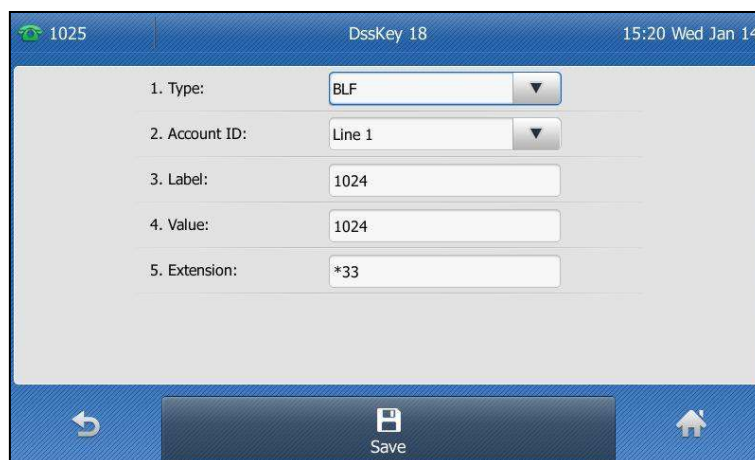 1025 DssKey 18 15:20 Wed Jan 14
1. Type: BLF
2. Account ID: Line 1
3. Label: 1024
4. Value: 1024
5. Extension: *33
Save